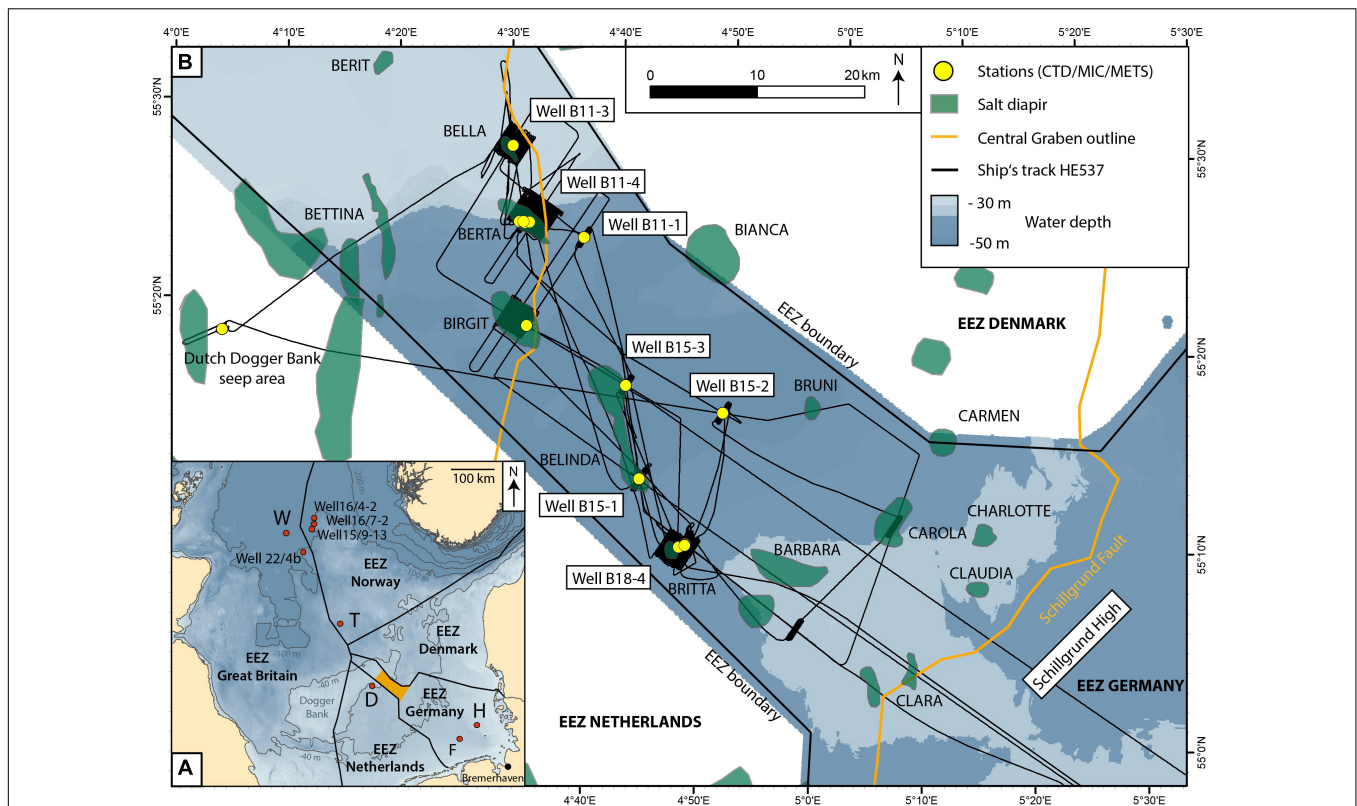 4°0'E 4°10'E 4°20'E 4°30'E 4°40'E 4°50'E 5°0'E 5°10'E 5°20'E 5°30'E
B
BERIT
0 10 20 km
N
Stations (CTD/MIC/METS)
Salt diapir
Central Graben outline
Ship's track HE537
- 30 m
Water depth
-50 m
55°30'N
55°20'N
55°30'N
55°20'N
55°10'N
55°0'N
Well B11-3
BELLA
Well B11-4
BETTINA
Well B11-1
BERTA
BIANCA
EEZ boundary
EEZ DENMARK
BIRGIT
Well B15-3
Dutch Dogger Bank
seep area
Well B15-2
BRUNI
CARMEN
BELINDA
Well B15-1
CHARLOTTE
CAROLA
BARBARA
CLAUDIA
Well B18-4
BRITTA
Schillgrund Fault
Schillgrund High
EEZ boundary
CLARA
EEZ GERMANY
EEZ NETHERLANDS
100 km
N
-200 m
Well16/4-2
W
Well16/7-2
Well15/9-13
Well 22/4b
EEZ
Norway
-100 m
T
EEZ
Denmark
-100 m
EEZ
Great Britain
-40 m
D
EEZ
Germany
Dogger
Bank
H
F
EEZ
Netherlands
-40 m
Bremerhaven
A
4°40'E 4°50'E 5°0'E 5°10'E 5°20'E 5°30'E